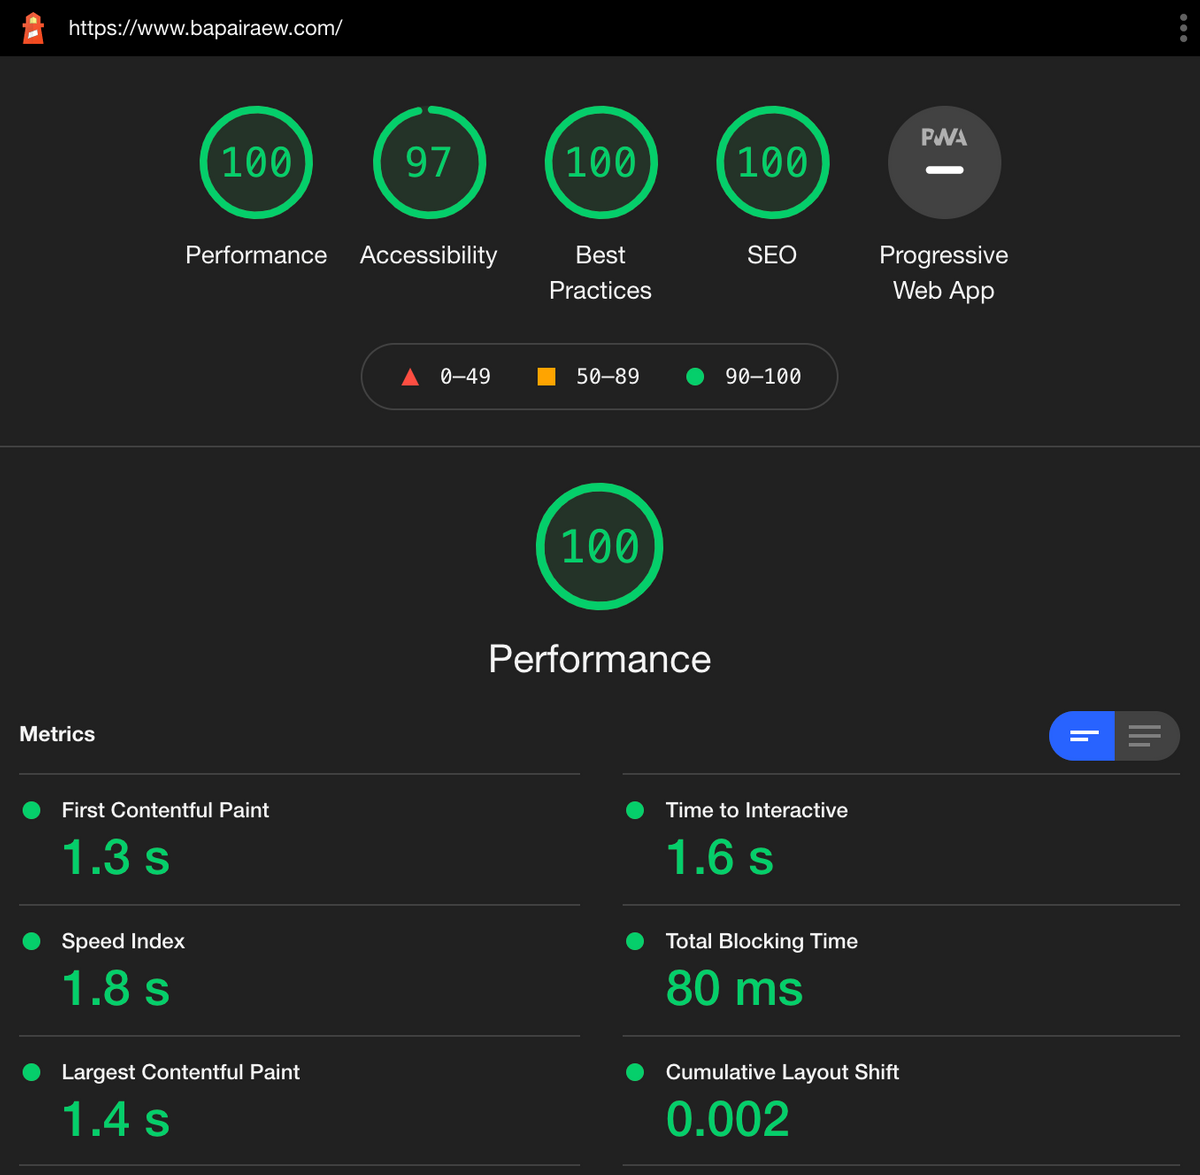 https://www.bapairaew.com/
100
97
100
100
PWA
Performance
Accessibility
Best
Practices
SEO
Progressive
Web App
0–49
50–89
90–100
100
Performance
Metrics
First Contentful Paint
1.3 s
Time to Interactive
1.6 s
Speed Index
1.8 s
Total Blocking Time
80 ms
Largest Contentful Paint
1.4 s
Cumulative Layout Shift
0.002